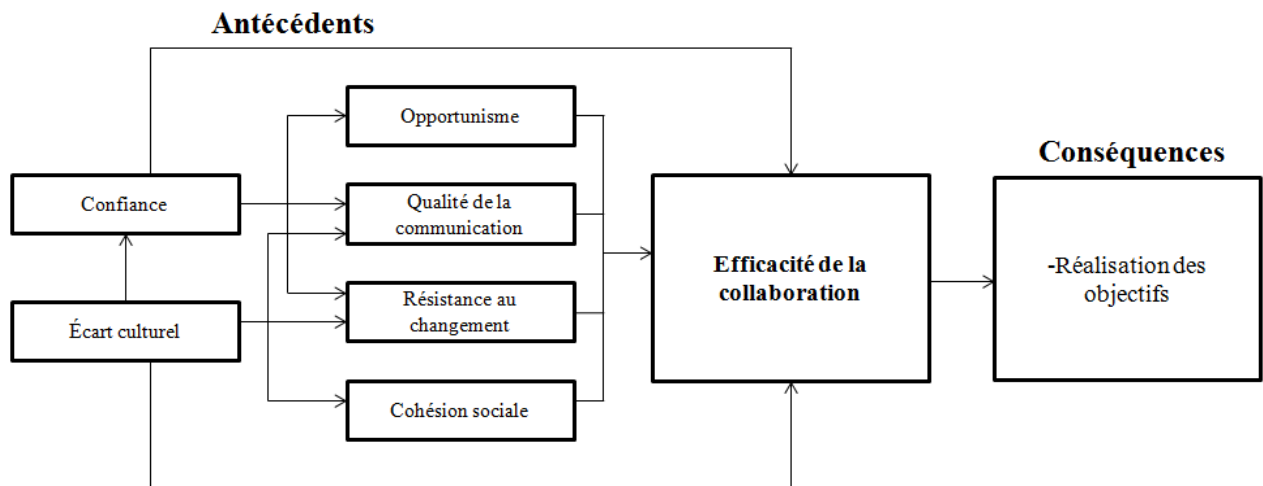 Antécédents
Opportunisme
Conséquences
Confiance
Qualité de la
communication
Efficacité de la
collaboration
-Réalisation des
objectifs
Écart culturel
Résistance au
changement
Cohésion sociale